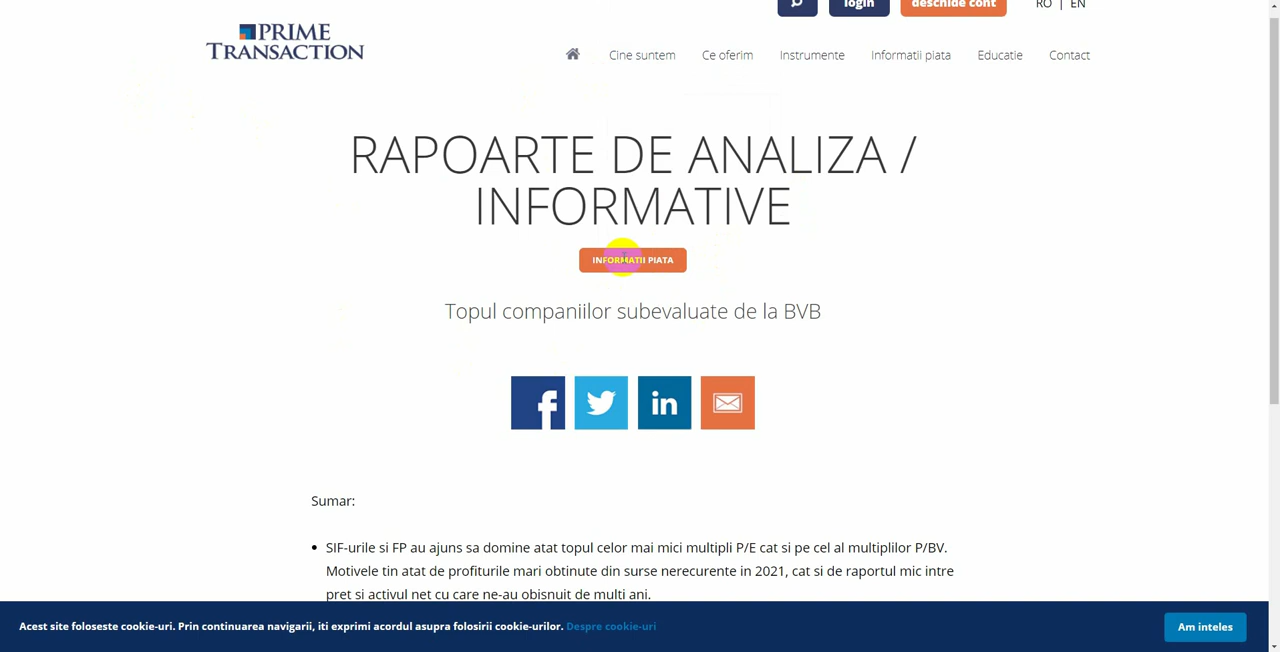 login
deschide cont
RO | EN
PRIME
TRANSACTION
Cine suntem
Ce oferim
Instrumente
Informatii piata
Educatie
Contact
RAPOARTE DE ANALIZA /
INFORMATIVE
INFORMATII PIATA
Topul companiilor subevaluate de la BVB
Sumar:
• SIF-urile si FP au ajuns sa domine atat topul celor mai mici multipli P/E cat si pe cel al multiplilor P/BV.
Motivele tin atat de profiturile mari obtinute din surse nerecurente in 2021, cat si de raportul mic intre
pret si activul net cu care ne-au obisnuit de multi ani.
Acest site foloseste cookie-uri. Prin continuarea navigarii, iti exprimi acordul asupra folosirii cookie-urilor. Despre cookie-uri
Am inteles